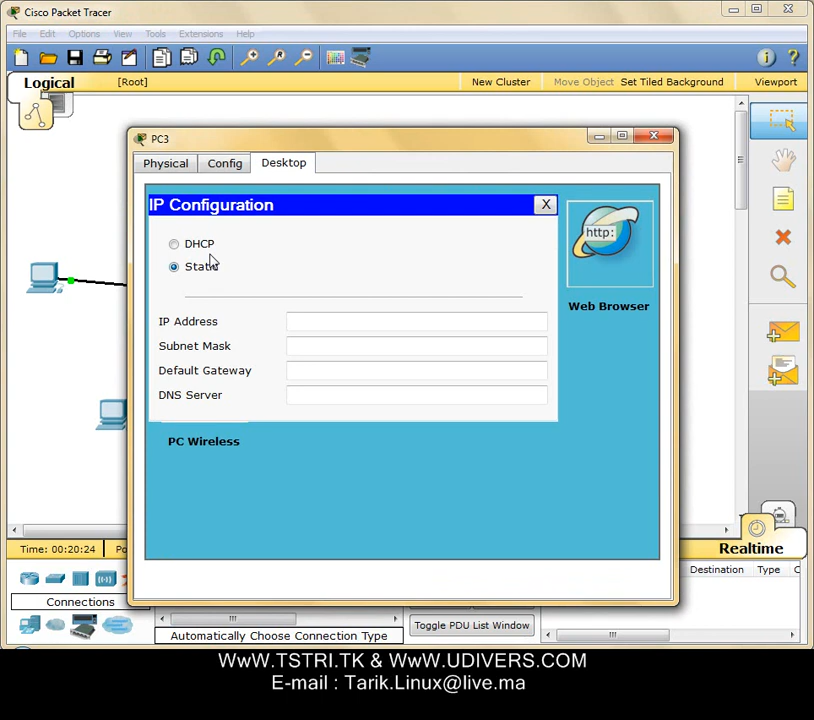 Cisco Packet Tracer
File Edit Options View Tools Extensions Help
Logical [Root] New Cluster Move Object Set Tiled Background Viewport
PC3
Physical Config Desktop
IP Configuration X
http:
DHCP
Static
Web Browser
IP Address
Subnet Mask
Default Gateway
DNS Server
PC Wireless
Time: 00:20:24 Realtime
Destination Type
Connections
Automatically Choose Connection Type
Toggle PDU List Window
WwW.TSTRI.TK & WwW.UDIVERS.COM
E-mail : Tarik.Linux@live.ma